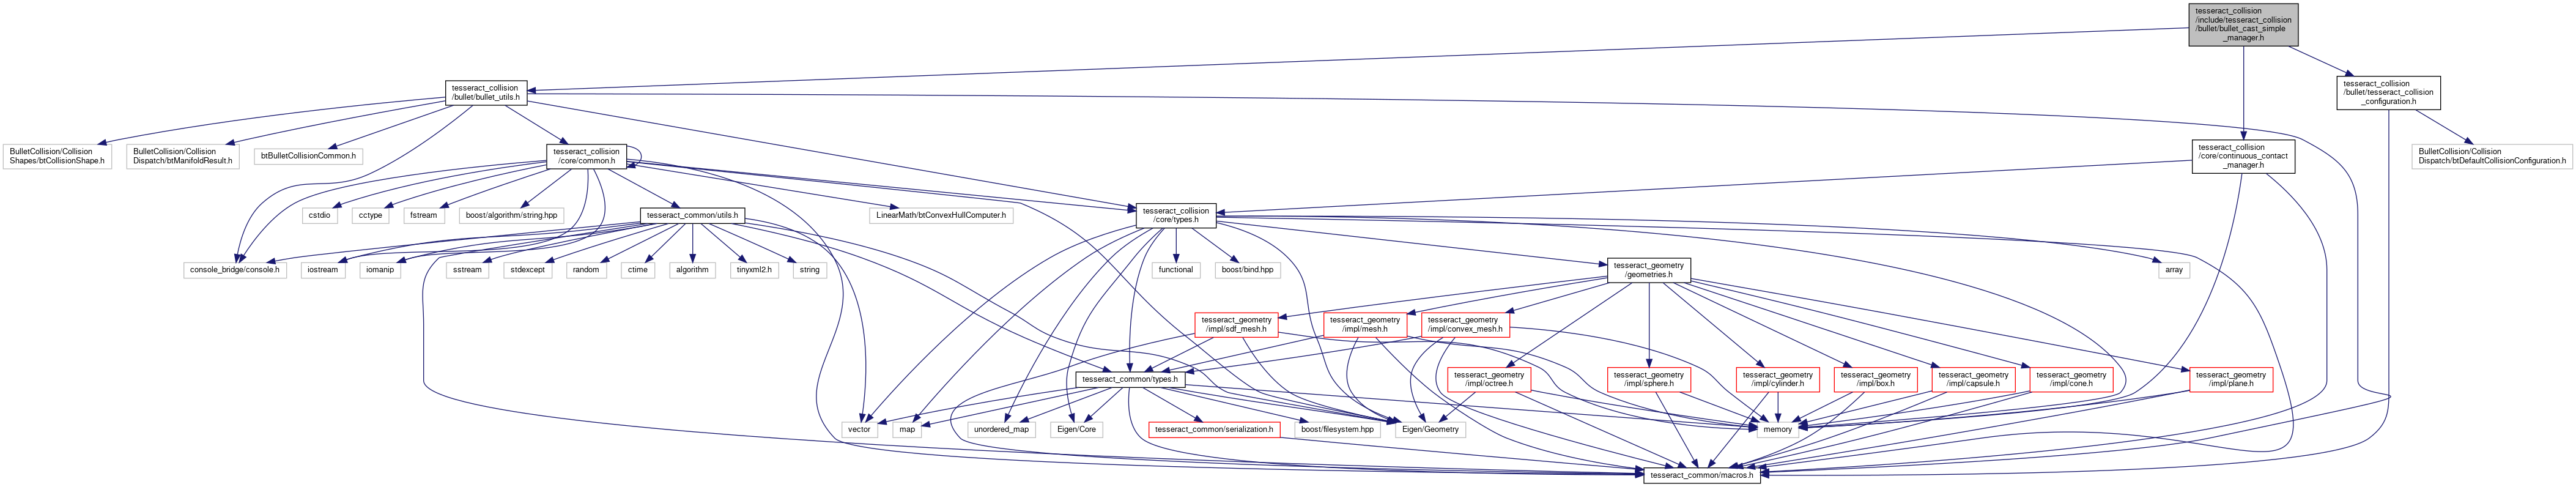 tesseract_collision
/include/tesseract_collision
/bullet/bullet_cast_simple
_manager.h
tesseract_collision
/bullet/bullet_utils.h
tesseract_collision
/bullet/tesseract_collision
_configuration.h
BulletCollision/Collision
Shapes/btCollisionShape.h
BulletCollision/Collision
Dispatch/btManifoldResult.h
btBulletCollisionCommon.h
tesseract_collision
/core/common.h
tesseract_collision
/core/continuous_contact
_manager.h
BulletCollision/Collision
Dispatch/btDefaultCollisionConfiguration.h
cstdio
cctype
fstream
boost/algorithm/string.hpp
tesseract_common/utils.h
LinearMath/btConvexHullComputer.h
tesseract_collision
/core/types.h
console_bridge/console.h
iostream
iomanip
sstream
stdexcept
random
ctime
algorithm
tinyxml2.h
string
functional
boost/bind.hpp
tesseract_geometry
/geometries.h
array
tesseract_geometry
/impl/sdf_mesh.h
tesseract_geometry
/impl/mesh.h
tesseract_geometry
/impl/convex_mesh.h
tesseract_common/types.h
tesseract_geometry
/impl/octree.h
tesseract_geometry
/impl/sphere.h
tesseract_geometry
/impl/cylinder.h
tesseract_geometry
/impl/box.h
tesseract_geometry
/impl/capsule.h
tesseract_geometry
/impl/cone.h
tesseract_geometry
/impl/plane.h
vector
map
unordered_map
Eigen/Core
tesseract_common/serialization.h
boost/filesystem.hpp
Eigen/Geometry
memory
tesseract_common/macros.h